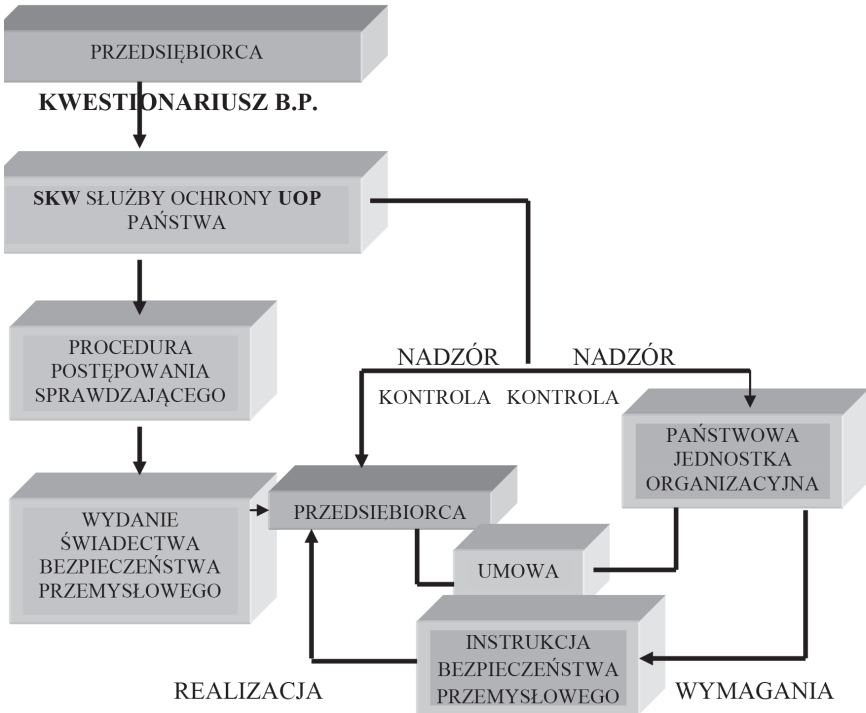 PRZEDSIĘBIORCA
KWESTIONARIUSZ B.P.
SKW SŁUŻBY OCHRONY UOP
PAŃSTWA
PROCEDURA
POSTĘPOWANIA
SPRAWDZAJĄCEGO
NADZÓR NADZÓR
KONTROLA KONTROLA
PAŃSTWOWA
JEDNOSTKA
ORGANIZACYJNA
WYDANIE
ŚWIADECTWA
BEZPIECZEŃSTWA
PRZEMYSŁOWEGO
PRZEDSIEBIORCA
UMOWA
INSTRUKCJA
BEZPIECZEŃSTWA
PRZEMYSŁOWEGO
REALIZACJA
WYMAGANIA